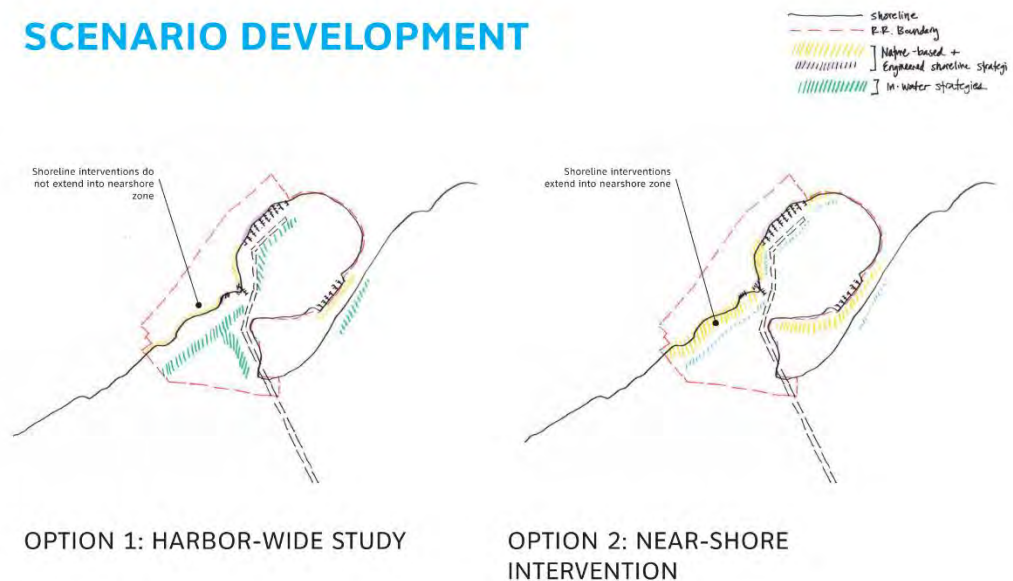 SCENARIO DEVELOPMENT
shoreline
R.R. Boundary
Nature-based +
Engineered shoreline strategi
In-water strategies
Shoreline interventions do
not extend into nearshore
zone
Shoreline interventions
extend into nearshore zone
OPTION 1: HARBOR-WIDE STUDY
OPTION 2: NEAR-SHORE
INTERVENTION